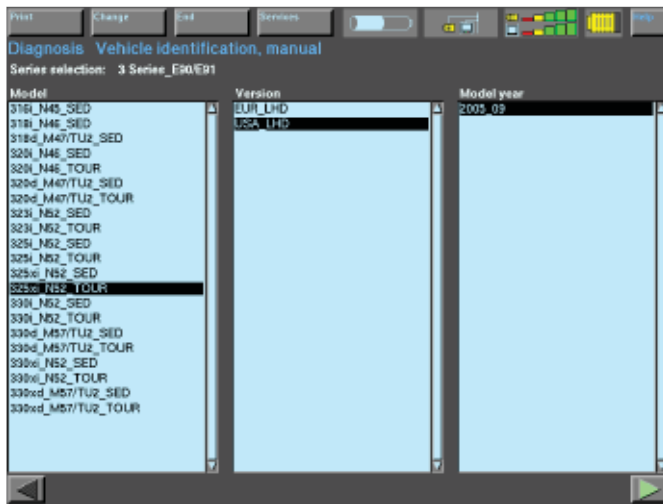 Print Change End Services Help
Diagnosis Vehicle identification, manual
Series selection: 3 Series_E90/E91
Model Version Model year
316i_N45_SED EUR_LHD 2005_09
318i_N46_SED USA_LHD
318d_M47/TU2_SED
320i_N46_SED
320i_N46_TOUR
320d_M47/TU2_SED
320d_M47/TU2_TOUR
323i_N52_SED
323i_N52_TOUR
325i_N52_SED
325i_N52_TOUR
325xi_N52_SED
325xi_N52_TOUR
330i_N52_SED
330i_N52_TOUR
330d_M57/TU2_SED
330d_M57/TU2_TOUR
330xi_N52_SED
330xi_N52_TOUR
330xd_M57/TU2_SED
330xd_M57/TU2_TOUR